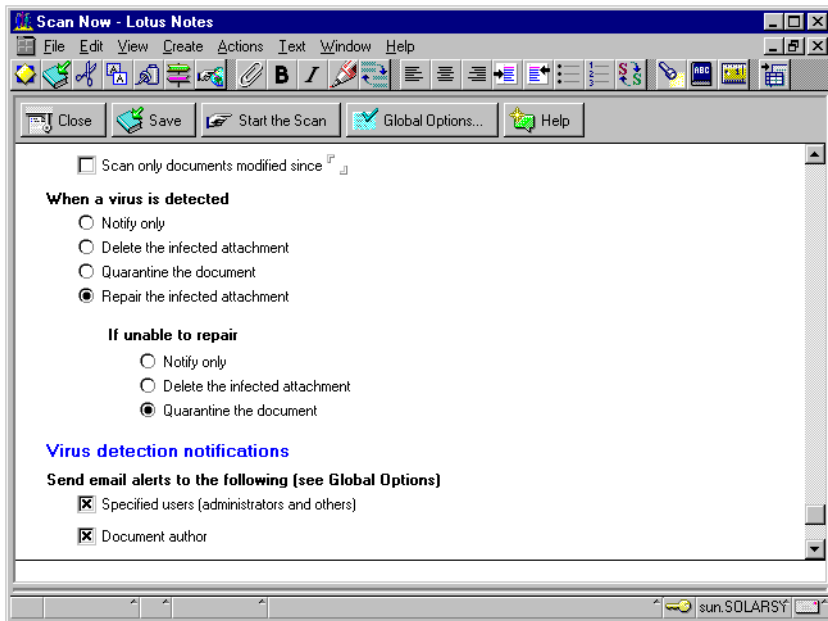 Scan Now - Lotus Notes
File Edit View Create Actions Text Window Help
B I ABC
Close Save Start the Scan Global Options... Help
Scan only documents modified since
When a virus is detected
Notify only
Delete the infected attachment
Quarantine the document
Repair the infected attachment
If unable to repair
Notify only
Delete the infected attachment
Quarantine the document
Virus detection notifications
Send email alerts to the following (see Global Options)
Specified users (administrators and others)
Document author
sun.SOLARSY